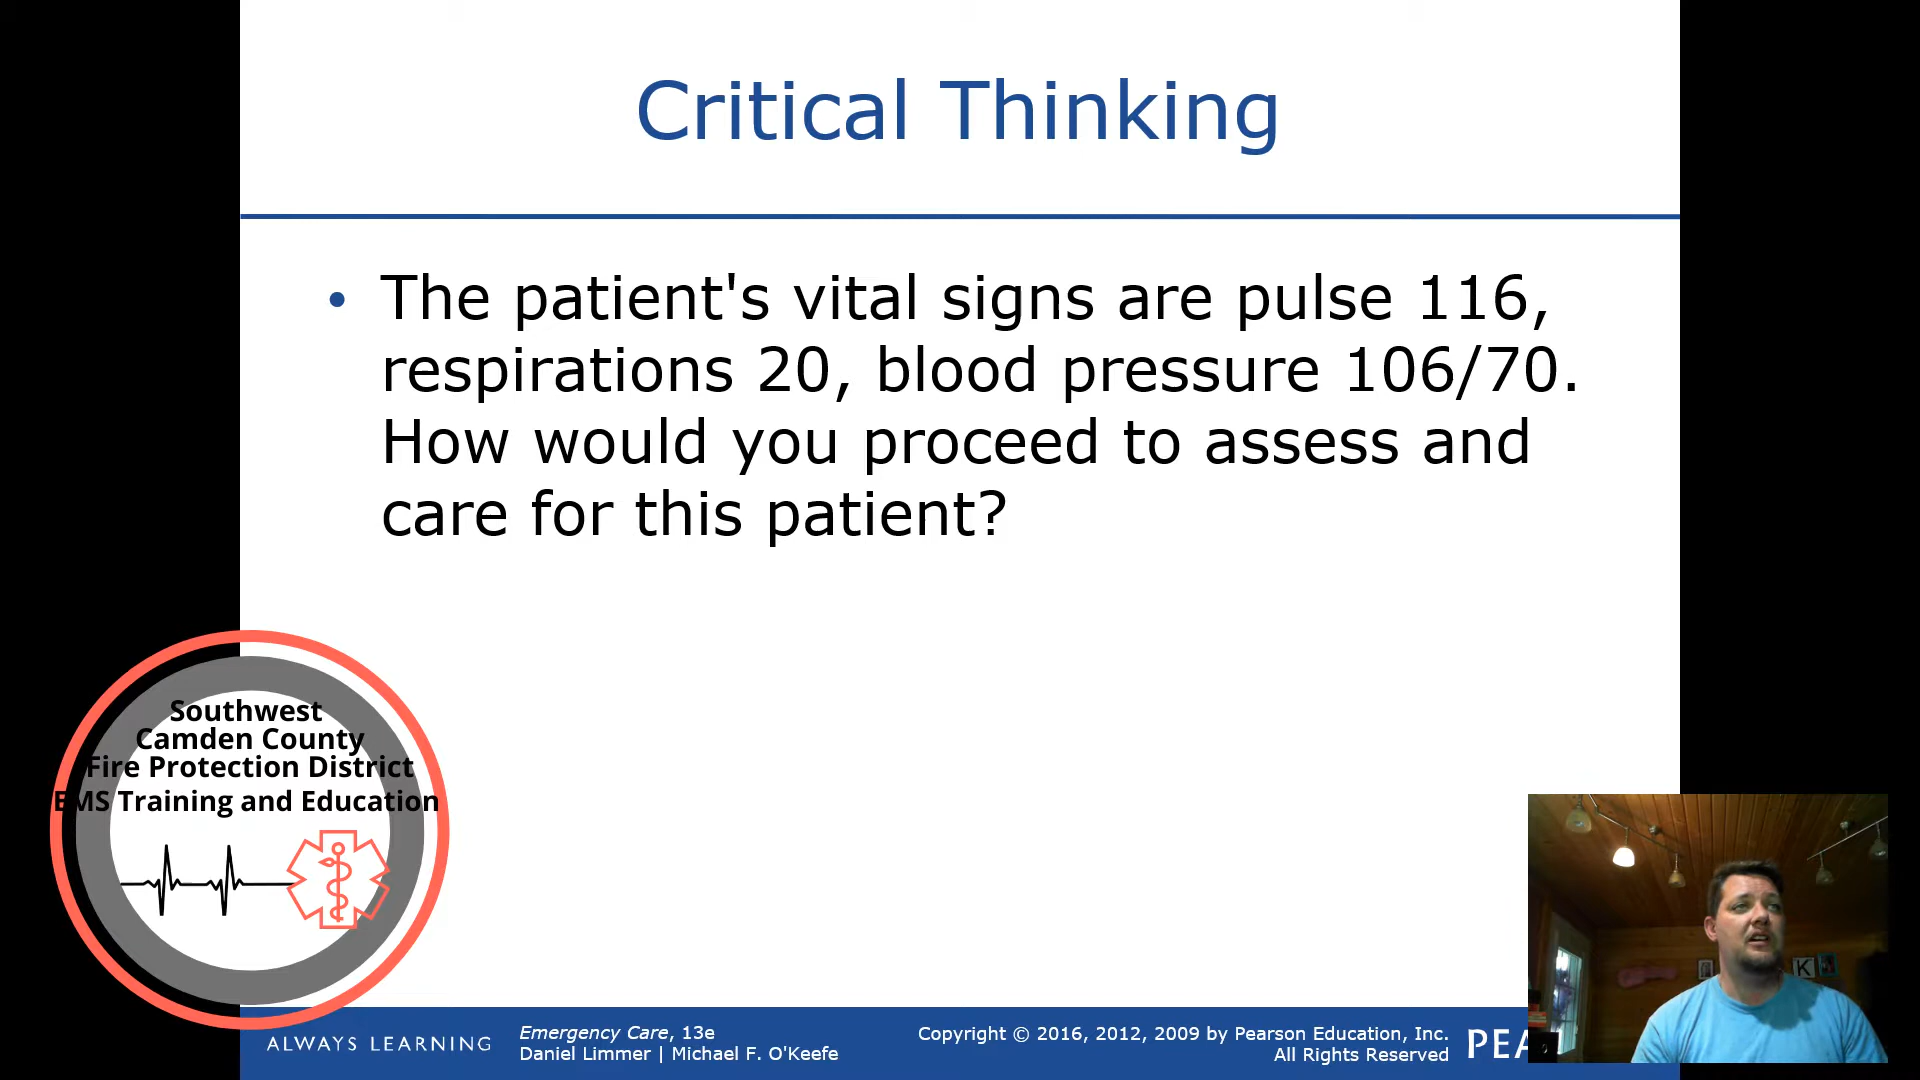 Critical Thinking
• The patient's vital signs are pulse 116,
respirations 20, blood pressure 106/70.
How would you proceed to assess and
care for this patient?
Southwest
Camden County
Fire Protection District
EMS Training and Education
ALWAYS LEARNING
Emergency Care, 13e
Daniel Limmer | Michael F. O'Keefe
Copyright © 2016, 2012, 2009 by Pearson Education, Inc.
All Rights Reserved
K